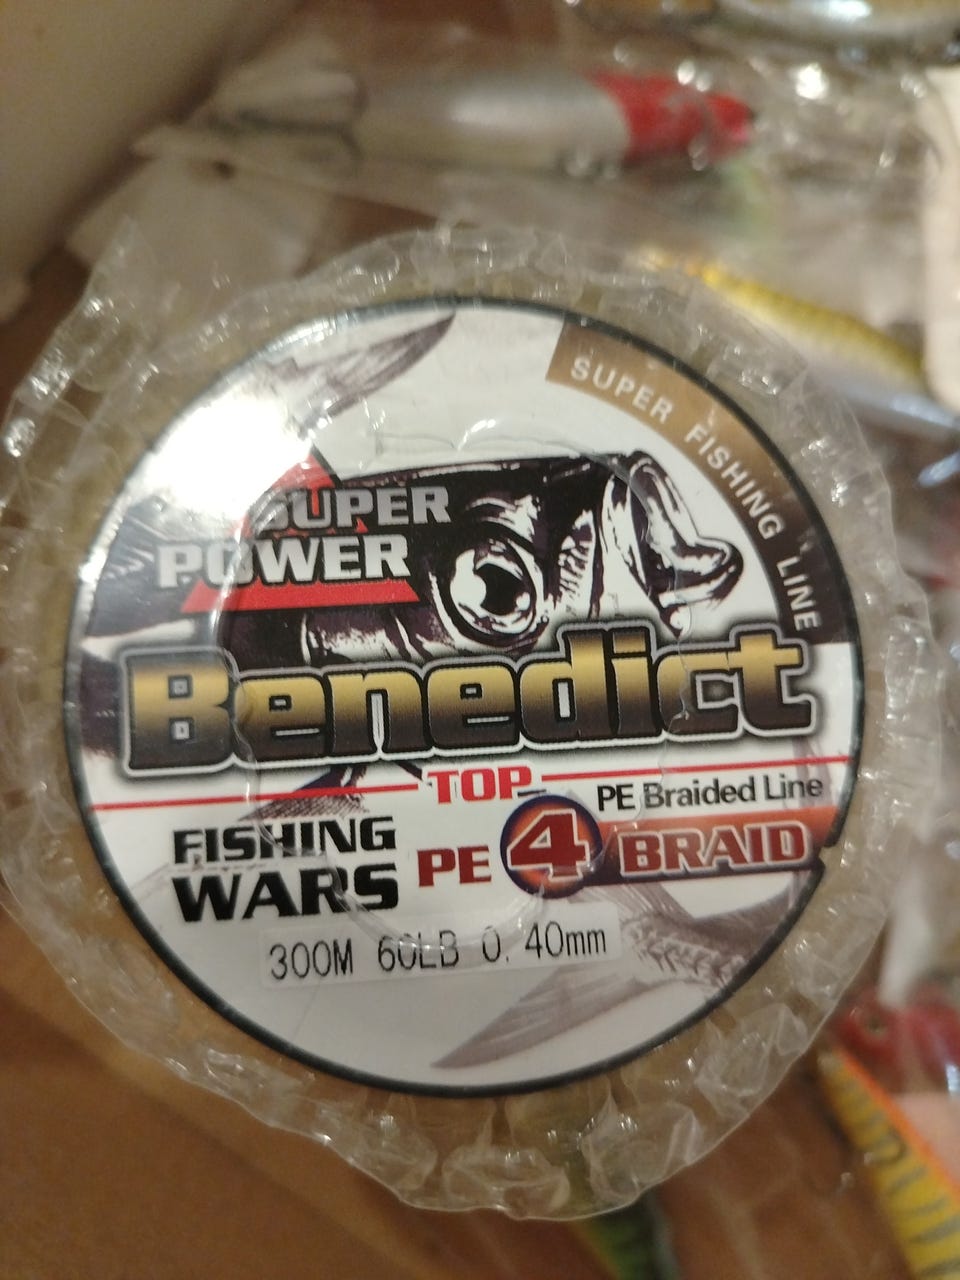 SUPER FISHING LINE
SUPER
POWER
Benedict
TOP
PE Braided Line
FISHING
WARS
PE 4 BRAID
300M 60LB 0.40mm